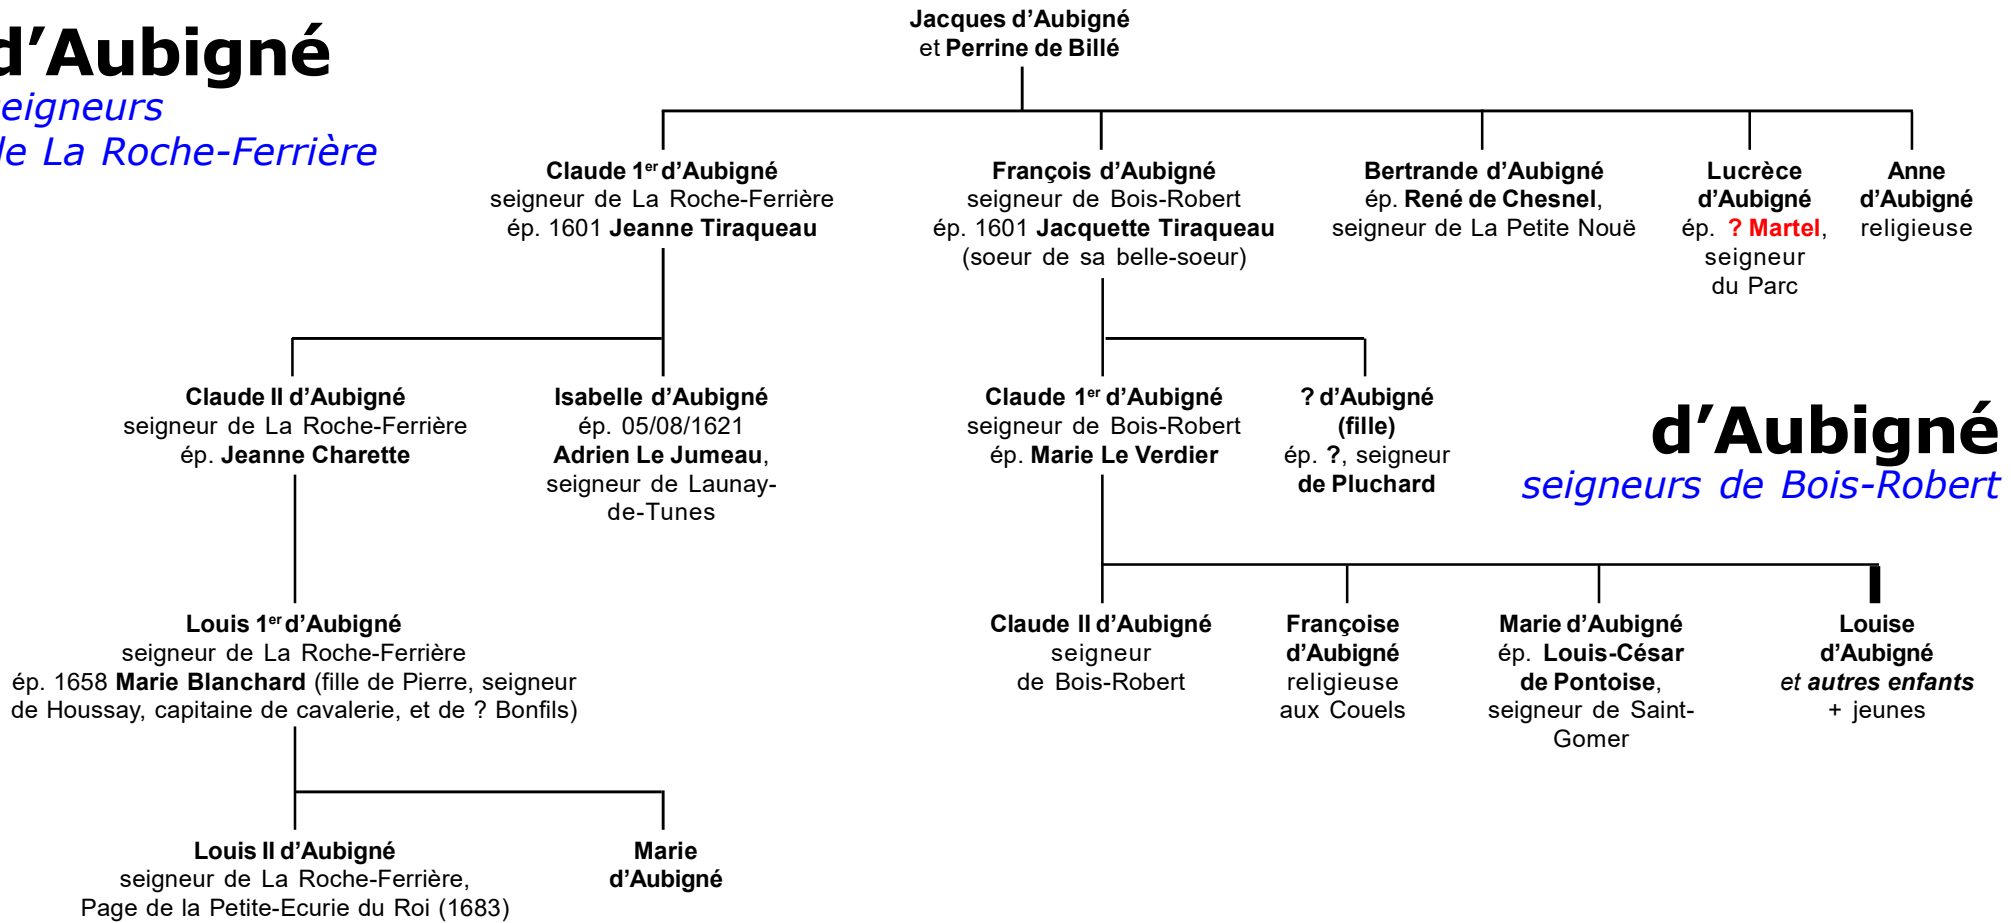 Jacques d’Aubigné
et Perrine de Billé
d’Aubigné
seigneurs
de La Roche-Ferrière
Claude 1er d’Aubigné
seigneur de La Roche-Ferrière
ép. 1601 Jeanne Tiraqueau
François d’Aubigné
seigneur de Bois-Robert
ép. 1601 Jacquette Tiraqueau
(soeur de sa belle-soeur)
Bertrande d’Aubigné
ép. René de Chesnel,
seigneur de La Petite Nouë
Lucrèce
d’Aubigné
ép. ? Martel,
seigneur
du Parc
Anne
d’Aubigné
religieuse
Claude II d’Aubigné
seigneur de La Roche-Ferrière
ép. Jeanne Charette
Isabelle d’Aubigné
ép. 05/08/1621
Adrien Le Jumeau,
seigneur de Launay-
de-Tunes
Claude 1er d’Aubigné
seigneur de Bois-Robert
ép. Marie Le Verdier
? d’Aubigné
(fille)
ép. ?, seigneur
de Pluchard
d’Aubigné
seigneurs de Bois-Robert
Louis 1er d’Aubigné
seigneur de La Roche-Ferrière
ép. 1658 Marie Blanchard (fille de Pierre, seigneur
de Houssay, capitaine de cavalerie, et de ? Bonfils)
Claude II d’Aubigné
seigneur
de Bois-Robert
Françoise
d’Aubigné
religieuse
aux Couels
Marie d’Aubigné
ép. Louis-César
de Pontoise,
seigneur de Saint-
Gomer
Louise
d’Aubigné
et autres enfants
+ jeunes
Louis II d’Aubigné
seigneur de La Roche-Ferrière,
Page de la Petite-Ecurie du Roi (1683)
Marie
d’Aubigné